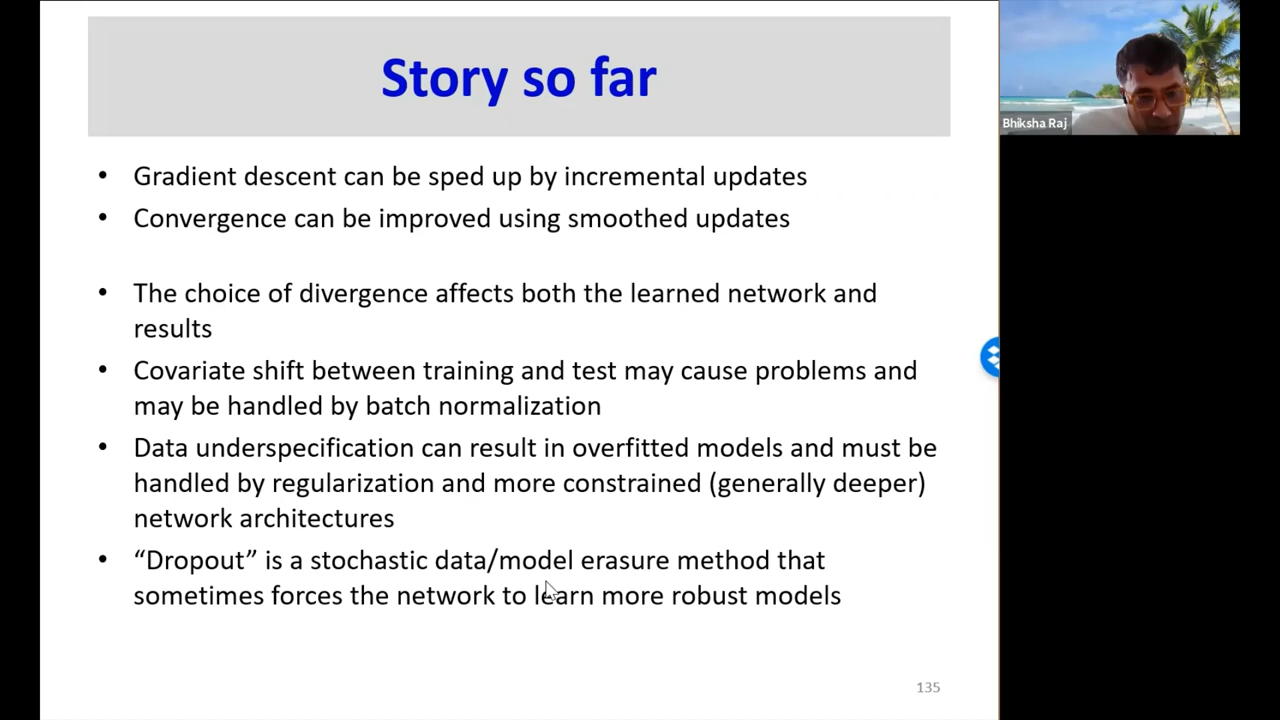 Story so far
Bhiksha Raj
• Gradient descent can be sped up by incremental updates
• Convergence can be improved using smoothed updates
• The choice of divergence affects both the learned network and
results
• Covariate shift between training and test may cause problems and
may be handled by batch normalization
• Data underspecification can result in overfitted models and must be
handled by regularization and more constrained (generally deeper)
network architectures
• “Dropout” is a stochastic data/model erasure method that
sometimes forces the network to learn more robust models
135